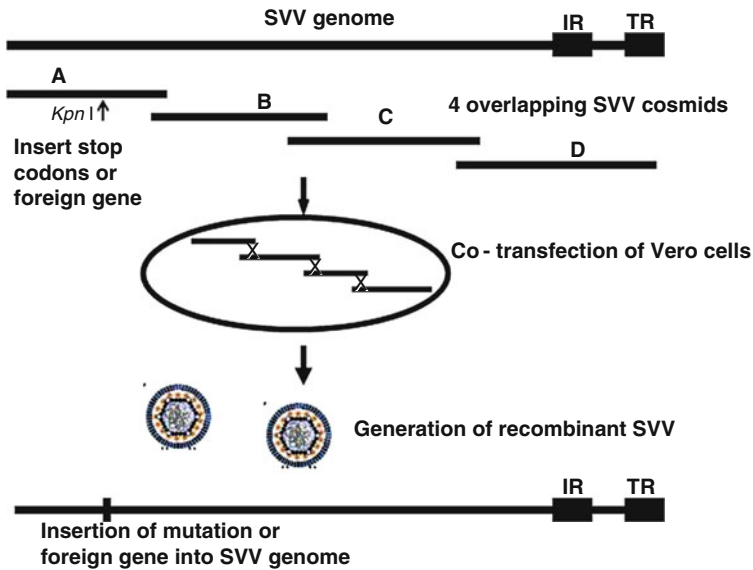 SVV genome
IR TR
A
B
C
D
Kpn I
4 overlapping SVV cosmids
Insert stop
codons or
foreign gene
Co - transfection of Vero cells
X
X
X
Generation of recombinant SVV
IR TR
Insertion of mutation or
foreign gene into SVV genome